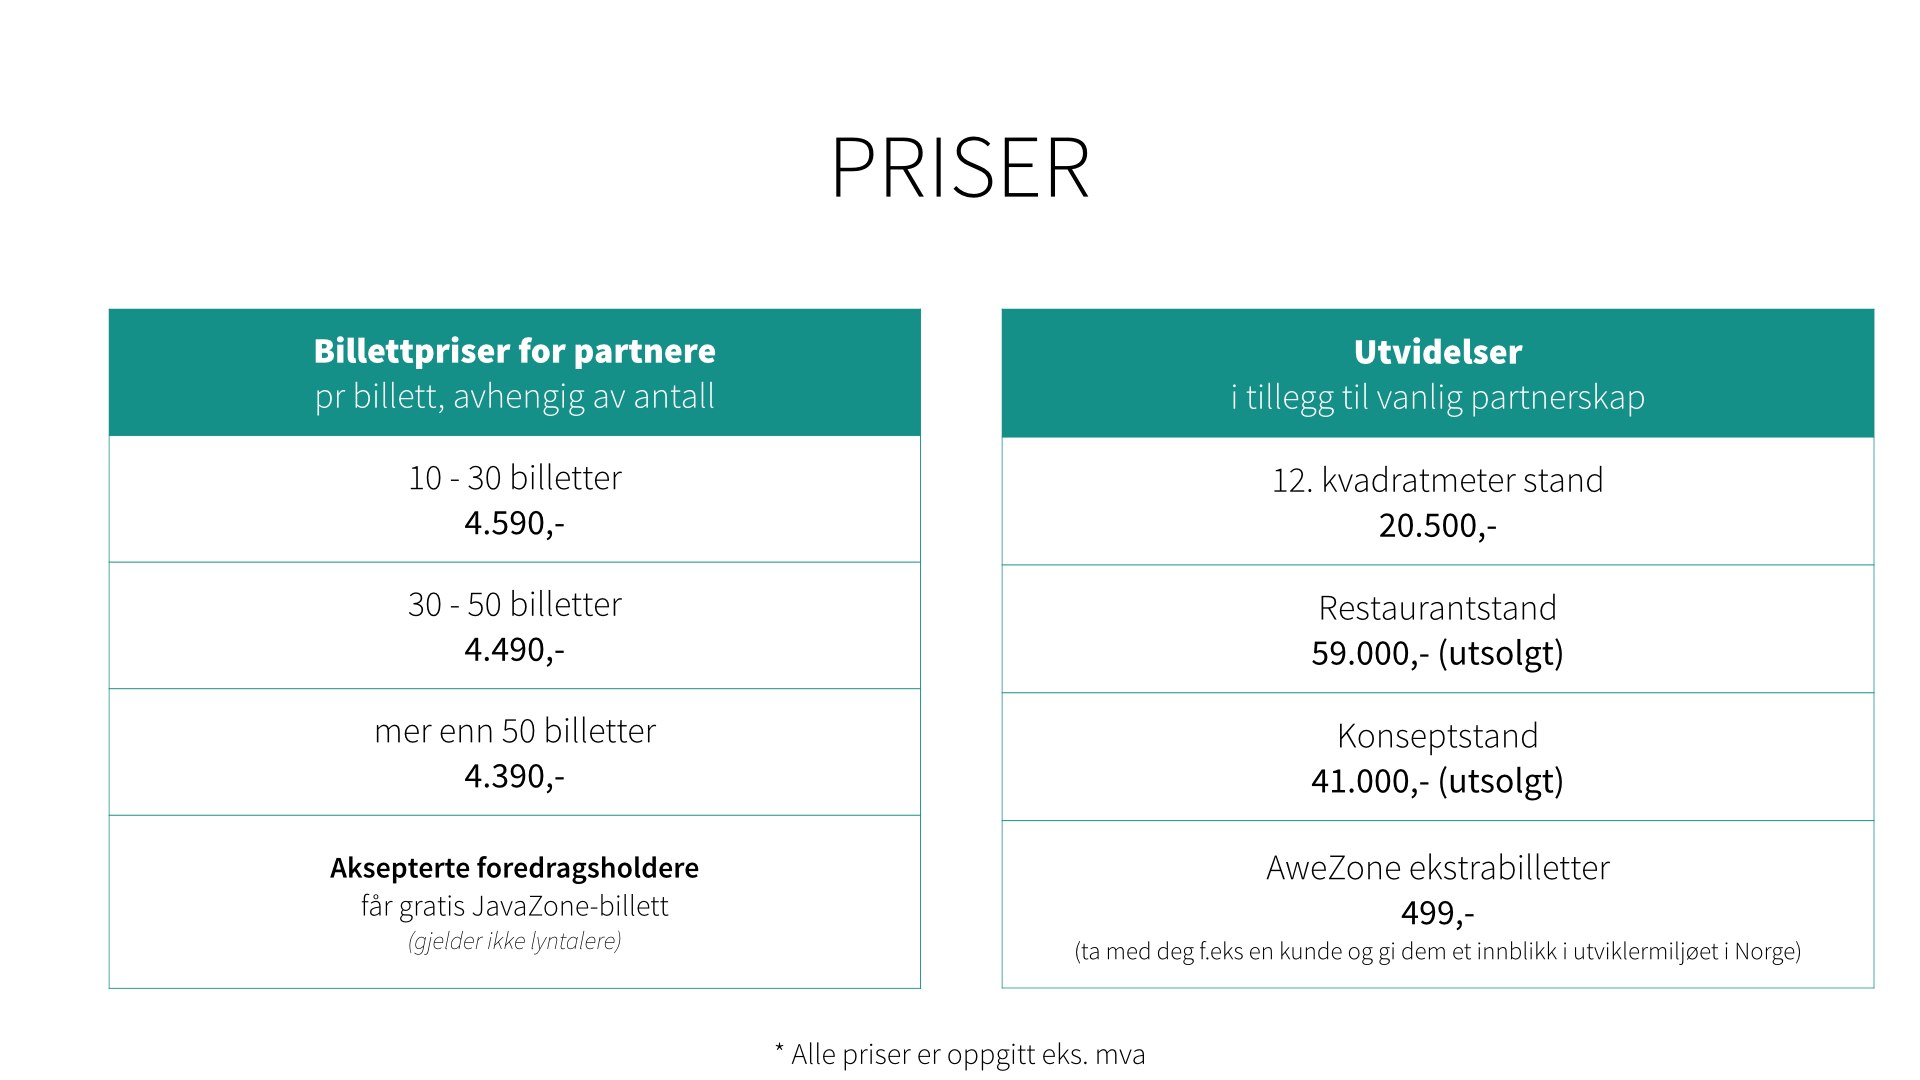 PRISER
Billettpriser for partnere
pr billett, avhengig av antall
10 - 30 billetter
4.590,-
30 - 50 billetter
4.490,-
mer enn 50 billetter
4.390,-
Aksepterte foredragsholdere
får gratis JavaZone-billett
(gjelder ikke lyntalere)
Utvidelser
i tillegg til vanlig partnerskap
12. kvadratmeter stand
20.500,-
Restaurantstand
59.000,- (utsolgt)
Konseptstand
41.000,- (utsolgt)
AweZone ekstrabilletter
499,-
(ta med deg f.eks en kunde og gi dem et innblikk i utviklermiljøet i Norge)
* Alle priser er oppgitt eks. mva